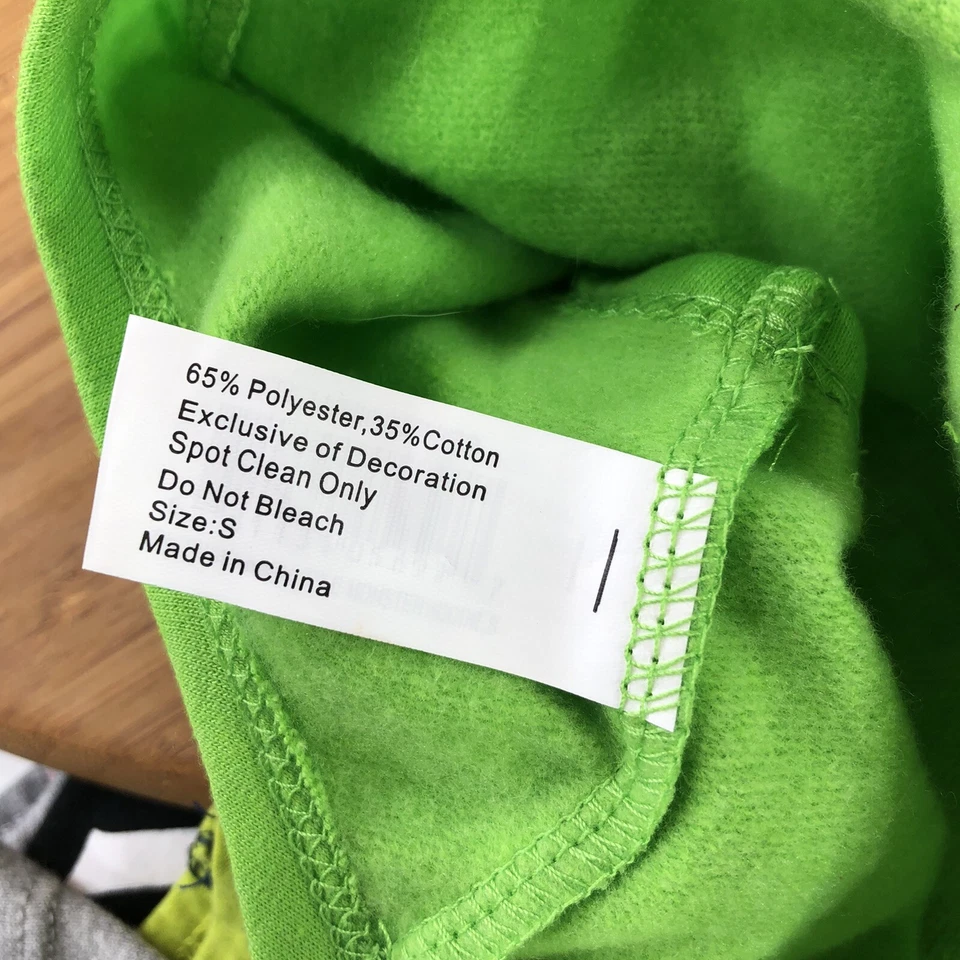 65% Polyester,35%Cotton
Exclusive of Decoration
Spot Clean Only
Do Not Bleach
Size:S
Made in China